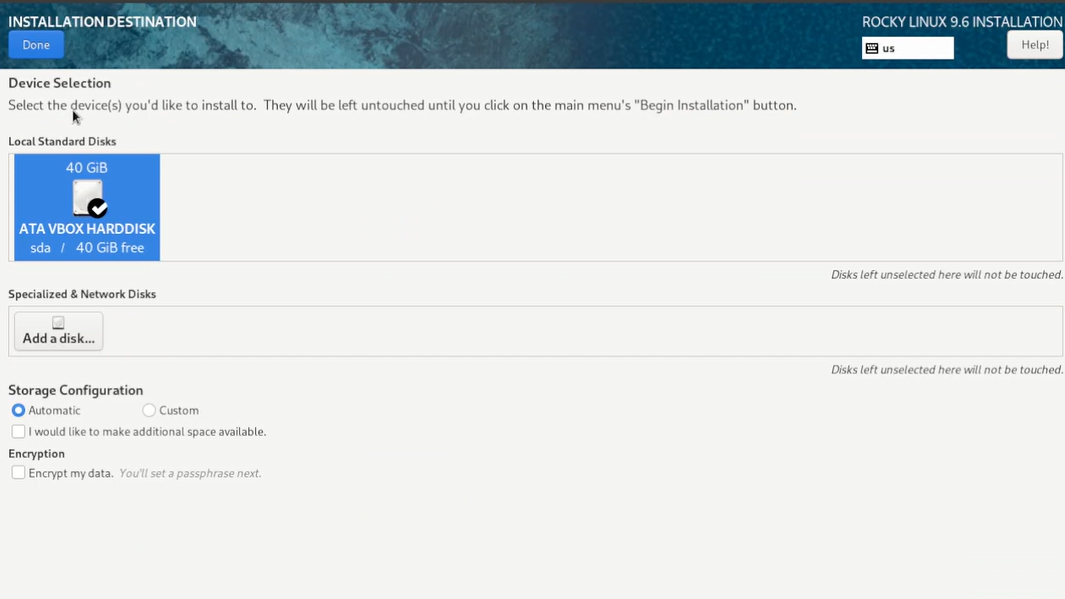 INSTALLATION DESTINATION
ROCKY LINUX 9.6 INSTALLATION
Done
us
Help!
Device Selection
Select the device(s) you'd like to install to. They will be left untouched until you click on the main menu's "Begin Installation" button.
Local Standard Disks
40 GiB
ATA VBOX HARDDISK
sda / 40 GiB free
Disks left unselected here will not be touched.
Specialized & Network Disks
Add a disk...
Disks left unselected here will not be touched.
Storage Configuration
Automatic Custom
I would like to make additional space available.
Encryption
Encrypt my data. You'll set a passphrase next.